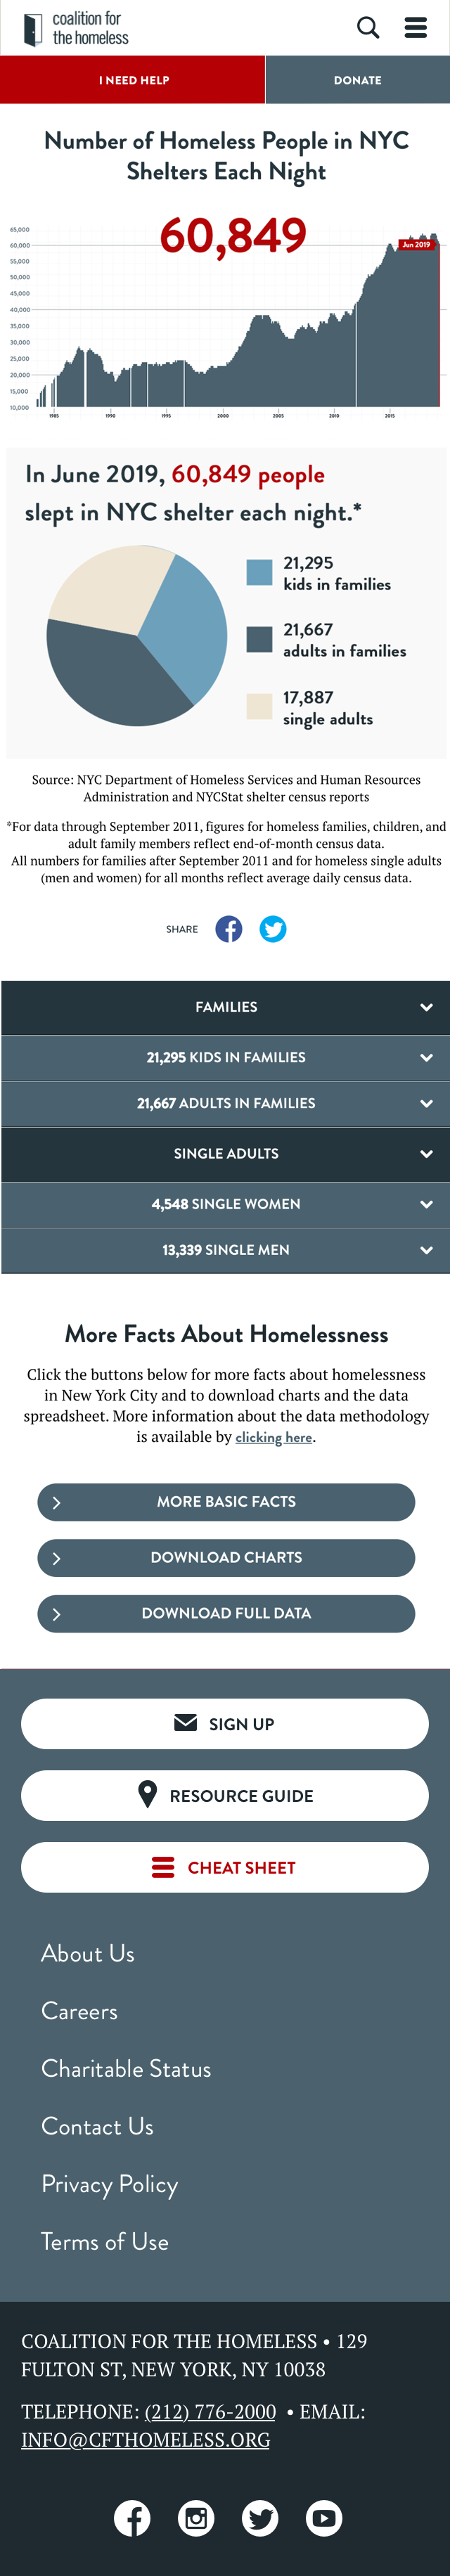 coalition for
the homeless
I NEED HELP
DONATE
Number of Homeless People in NYC
Shelters Each Night
60,849
65,000
60,000
55,000
50,000
45,000
40,000
35,000
30,000
25,000
20,000
15,000
10,000
Jun 2019
1985
1990
1995
2000
2005
2010
2015
In June 2019, 60,849 people
slept in NYC shelter each night.*
21,295
kids in families
21,667
adults in families
17,887
single adults
Source: NYC Department of Homeless Services and Human Resources
Administration and NYCStat shelter census reports
*For data through September 2011, figures for homeless families, children, and
adult family members reflect end-of-month census data.
All numbers for families after September 2011 and for homeless single adults
(men and women) for all months reflect average daily census data.
SHARE
FAMILIES
21,295 KIDS IN FAMILIES
21,667 ADULTS IN FAMILIES
SINGLE ADULTS
4,548 SINGLE WOMEN
13,339 SINGLE MEN
More Facts About Homelessness
Click the buttons below for more facts about homelessness
in New York City and to download charts and the data
spreadsheet. More information about the data methodology
is available by clicking here.
MORE BASIC FACTS
DOWNLOAD CHARTS
DOWNLOAD FULL DATA
SIGN UP
RESOURCE GUIDE
CHEAT SHEET
About Us
Careers
Charitable Status
Contact Us
Privacy Policy
Terms of Use
COALITION FOR THE HOMELESS • 129
FULTON ST, NEW YORK, NY 10038
TELEPHONE: (212) 776-2000 • EMAIL:
INFO@CFTHOMELESS.ORG